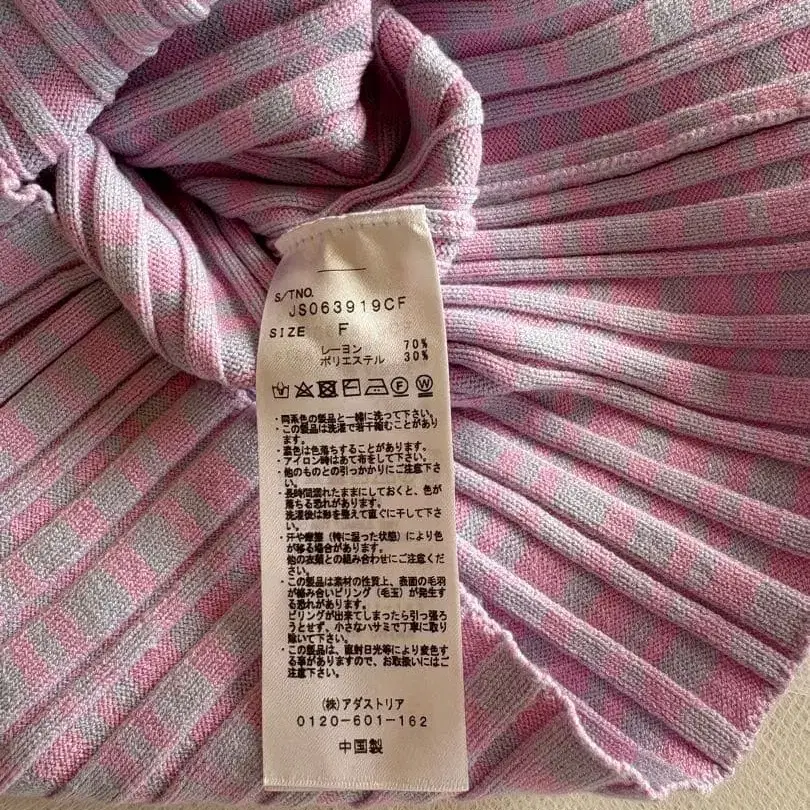 S/TNO.
JS063919CF
SIZE F
レーヨン 70%
ポリエステル 30%
・同系色の製品と一緒に洗って下さい。
・この製品は洗濯で若干縮むことがあり
ます。
・濃色は色落ちすることがあります。
・アイロン時はあて布をして下さい。
・他のものとの引っかかりにご注意下さ
い。
・長時間濡れたままにしておくと、色が
落ちる恐れがあります。
洗濯後は形を整えて直ぐに干して下さ
い。
・汗や摩擦（特に湿った状態）により色
が移る場合があります。
他の衣類との組み合わせにご注意くだ
さい。
・この製品は素材の性質上、表面の毛羽
が絡み合いピリング（毛玉）が発生す
る恐れがあります。
ピリングが出来てしまったら引っ張ろ
うとせず、小さなハサミで丁寧に取り
除いて下さい。
・この製品は、直射日光等により変色す
る事がありますので、お取扱いにはご
注意ください。
(株)アダストリア
0120-601-162
中国製